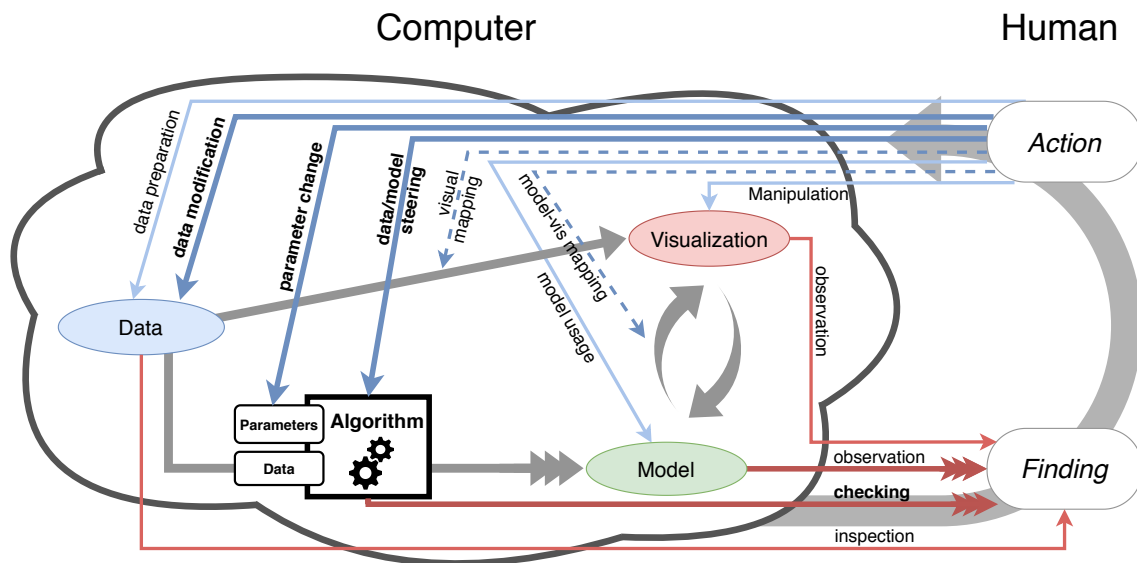 Computer
Human
data preparation
data modification
parameter change
data/model
steering
visual
mapping
model-vis mapping
model usage
Manipulation
Action
Visualization
observation
Data
Parameters
Algorithm
Data
Model
observation
Finding
checking
inspection